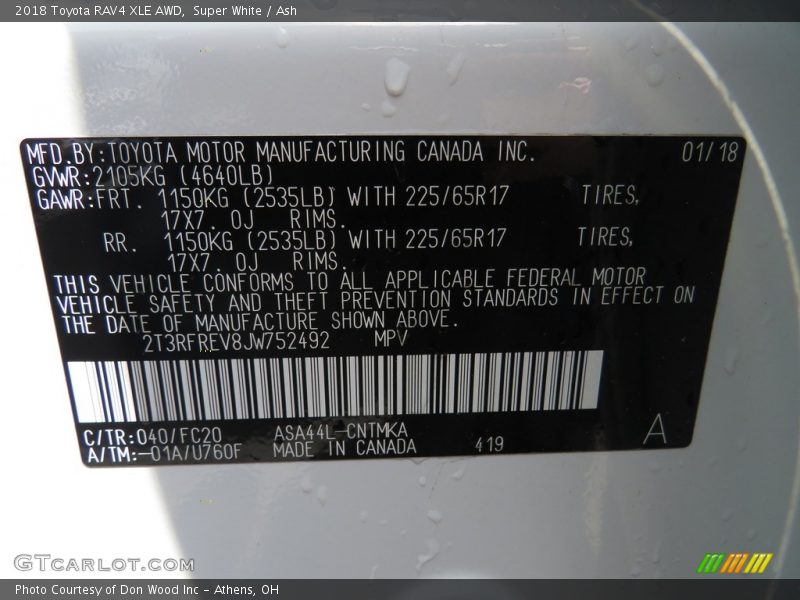 2018 Toyota RAV4 XLE AWD, Super White / Ash
MFD.BY:TOYOTA MOTOR MANUFACTURING CANADA INC. 01/18
GVWR:2105KG (4640LB)
GAWR:FRT. 1150KG (2535LB) WITH 225/65R17 TIRES,
17X7.0J RIMS.
RR. 1150KG (2535LB) WITH 225/65R17 TIRES,
17X7.0J RIMS.
THIS VEHICLE CONFORMS TO ALL APPLICABLE FEDERAL MOTOR
VEHICLE SAFETY AND THEFT PREVENTION STANDARDS IN EFFECT ON
THE DATE OF MANUFACTURE SHOWN ABOVE.
2T3RFREV8JW752492 MPV
C/TR:040/FC20 ASA44L-CNTMKA A
A/TM:-01A/U760F MADE IN CANADA 419
GTCARLOT.COM
Photo Courtesy of Don Wood Inc - Athens, OH